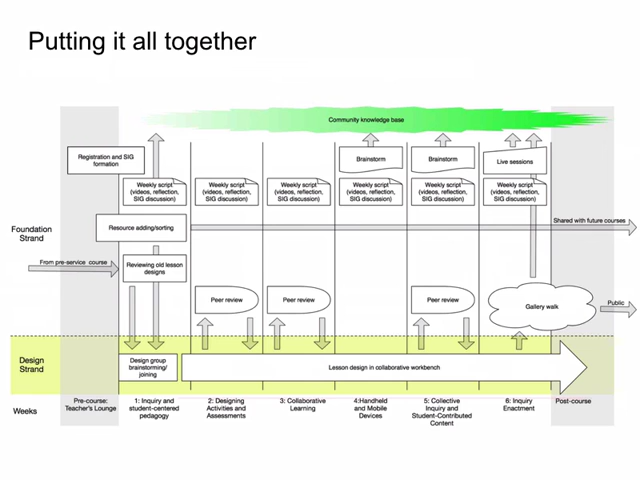 Putting it all together
Community knowledge base
Registration and SIG
formation
Brainstorm
Brainstorm
Live sessions
Weekly script
(videos, reflection,
SIG discussion)
Weekly script
(videos, reflection,
SIG discussion)
Weekly script
(videos, reflection,
SIG discussion)
Weekly script
(videos, reflection,
SIG discussion)
Weekly script
(videos, reflection,
SIG discussion)
Weekly script
(videos, reflection,
SIG discussion)
Foundation
Strand
Resource adding/sorting
Shared with future courses
From pre-service course
Reviewing old lesson
designs
Peer review
Peer review
Peer review
Gallery walk
Public
Design
Strand
Design group
brainstorming/
joining
Lesson design in collaborative workbench
Weeks
Pre-course:
Teacher's Lounge
1: Inquiry and
student-centered
pedagogy
2: Designing
Activities and
Assessments
3: Collaborative
Learning
4:Handheld
and Mobile
Devices
5: Collective
Inquiry and
Student-Contributed
Content
6: Inquiry
Enactment
Post-course